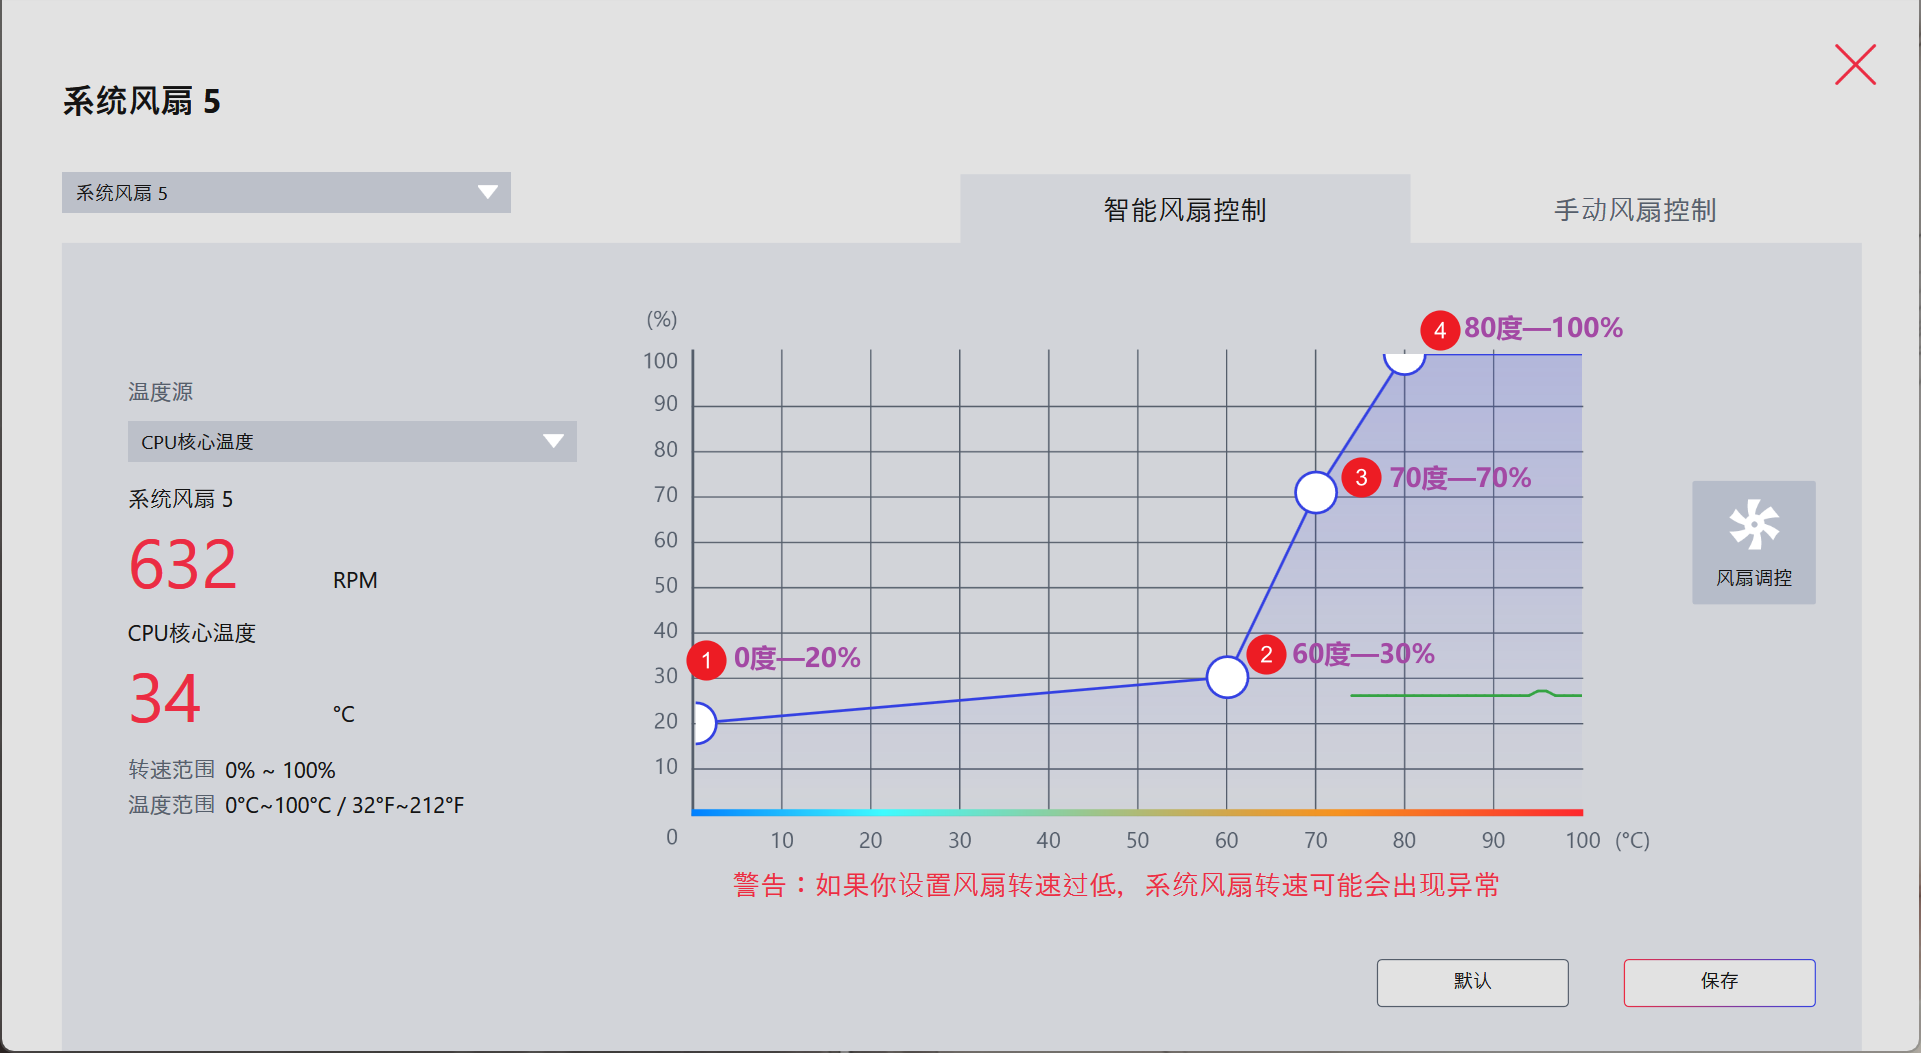 系统风扇 5
系统风扇 5
智能风扇控制
手动风扇控制
温度源
CPU核心温度
系统风扇 5
632 RPM
CPU核心温度
34 °C
转速范围 0% ~ 100%
温度范围 0°C~100°C / 32°F~212°F
(%)
100
90
80
70
60
50
40
30
20
10
0
10 20 30 40 50 60 70 80 90 100 (°C)
1 0度—20%
2 60度—30%
3 70度—70%
4 80度—100%
风扇调控
警告：如果你设置风扇转速过低，系统风扇转速可能会出现异常
默认
保存